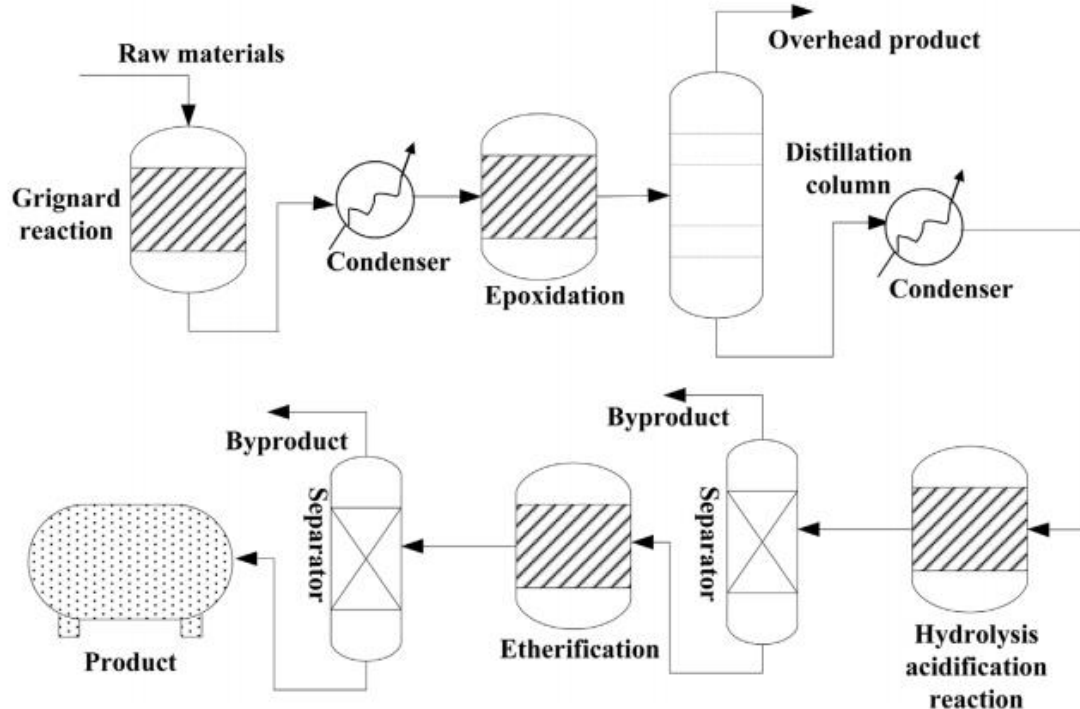 Raw materials
Overhead product
Grignard
reaction
Condenser
Epoxidation
Distillation
column
Condenser
Byproduct
Separator
Product
Etherification
Byproduct
Separator
Hydrolysis
acidification
reaction